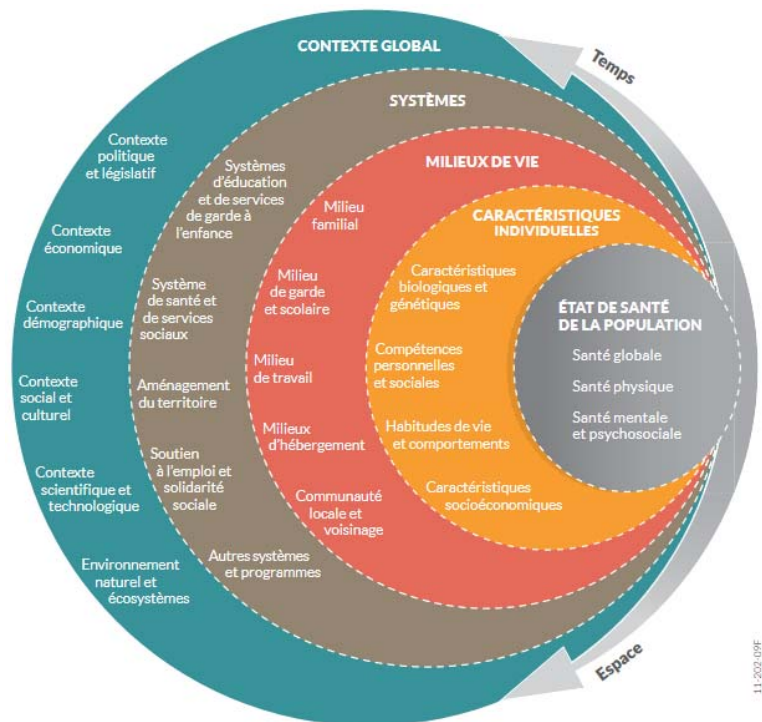 CONTEXTE GLOBAL
Contexte
politique
et législatif
Contexte
économique
Contexte
démographique
Contexte
social et
culturel
Contexte
scientifique et
technologique
Environnement
naturel et
écosystèmes
SYSTÈMES
Systèmes
d'éducation
et de services
de garde à
l'enfance
Système
de santé et
de services
sociaux
Aménagement
du territoire
Soutien
à l'emploi et
solidarité
sociale
Autres systèmes
et programmes
MILIEUX DE VIE
Milieu
familial
Milieu
de garde
et scolaire
Milieu
de travail
Milieux
d'hébergement
Communauté
locale et
voisinage
CARACTÉRISTIQUES
INDIVIDUELLES
Caractéristiques
biologiques et
génétiques
Compétences
personnelles
et sociales
Habitudes de vie
et comportements
Caractéristiques
socioéconomiques
ÉTAT DE SANTÉ
DE LA POPULATION
Santé globale
Santé physique
Santé mentale
et psychosociale
Temps
Espace
11-202-09F